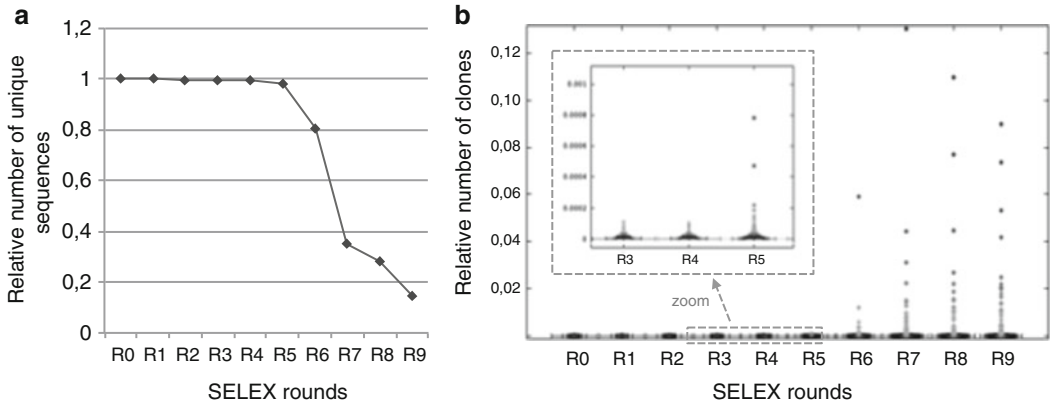 a
1,2
1
0,8
0,6
0,4
0,2
0
Relative number of unique
sequences
R0 R1 R2 R3 R4 R5 R6 R7 R8 R9
SELEX rounds
b
0,12
0,10
0,08
0,06
0,04
0,02
Relative number of clones
0.001
0.0008
0.0006
0.0004
0.0002
0
R3 R4 R5
zoom
R0 R1 R2 R3 R4 R5 R6 R7 R8 R9
SELEX rounds